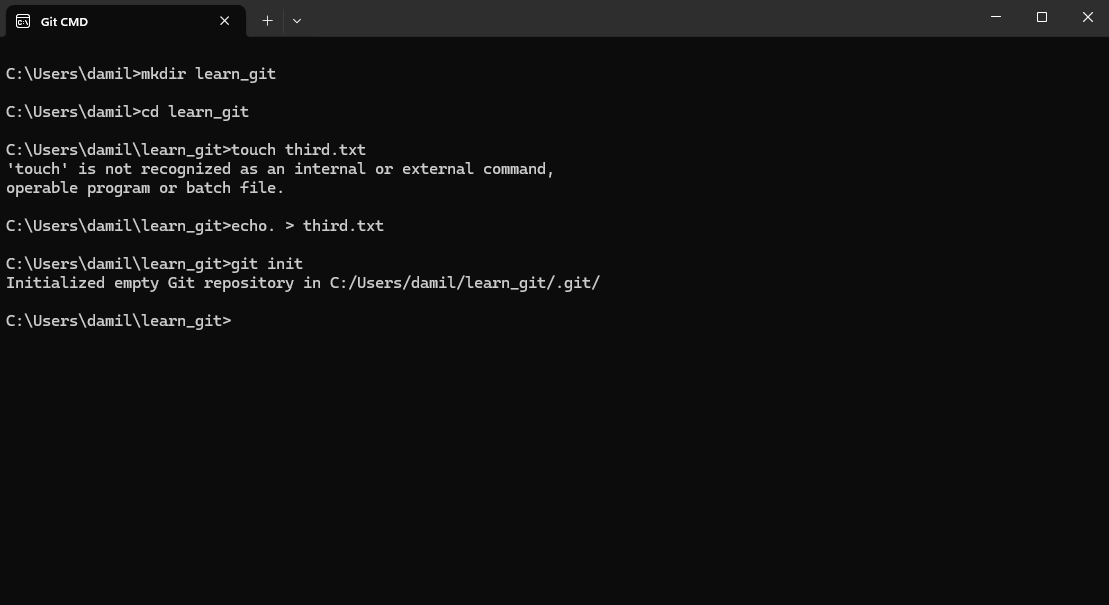 Git CMD
C:\Users\damil>mkdir learn_git
C:\Users\damil>cd learn_git
C:\Users\damil\learn_git>touch third.txt
'touch' is not recognized as an internal or external command,
operable program or batch file.
C:\Users\damil\learn_git>echo. > third.txt
C:\Users\damil\learn_git>git init
Initialized empty Git repository in C:/Users/damil/learn_git/.git/
C:\Users\damil\learn_git>